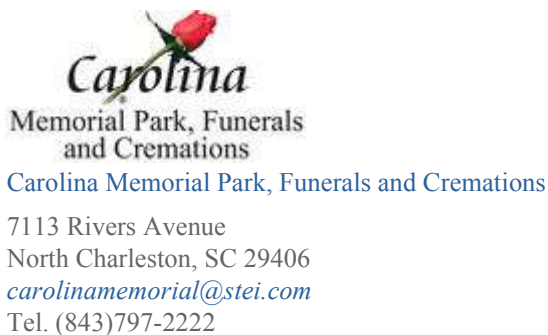 Carolina
Memorial Park, Funerals
and Cremations
Carolina Memorial Park, Funerals and Cremations
7113 Rivers Avenue
North Charleston, SC 29406
carolinamemorial@stei.com
Tel. (843)797-2222